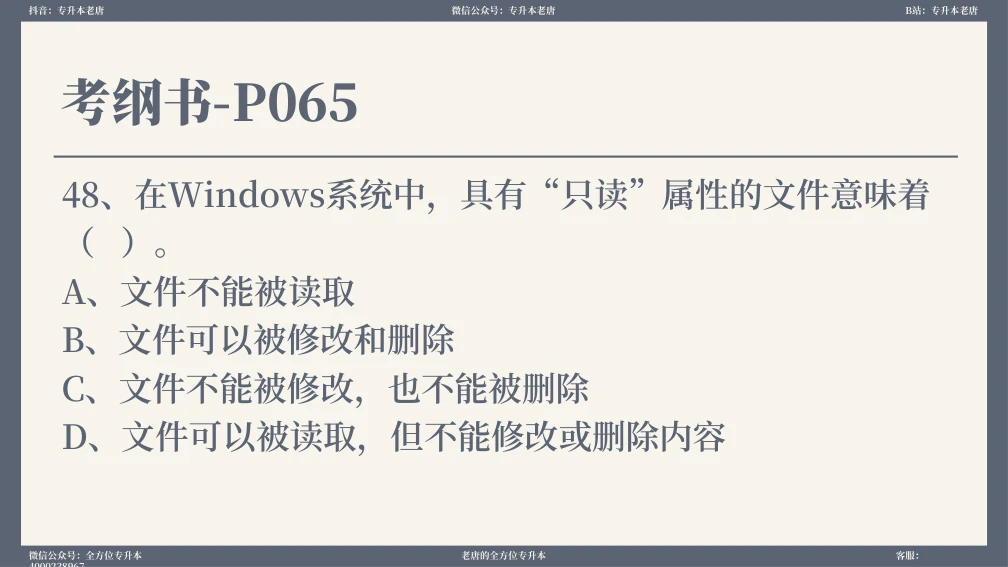 抖音：专升本老唐
微信公众号：专升本老唐
B站：专升本老唐
考纲书-P065
48、在Windows系统中，具有“只读”属性的文件意味着
（  ）。
A、文件不能被读取
B、文件可以被修改和删除
C、文件不能被修改，也不能被删除
D、文件可以被读取，但不能修改或删除内容
微信公众号：全方位专升本
老唐的全方位专升本
客服：
4000238967